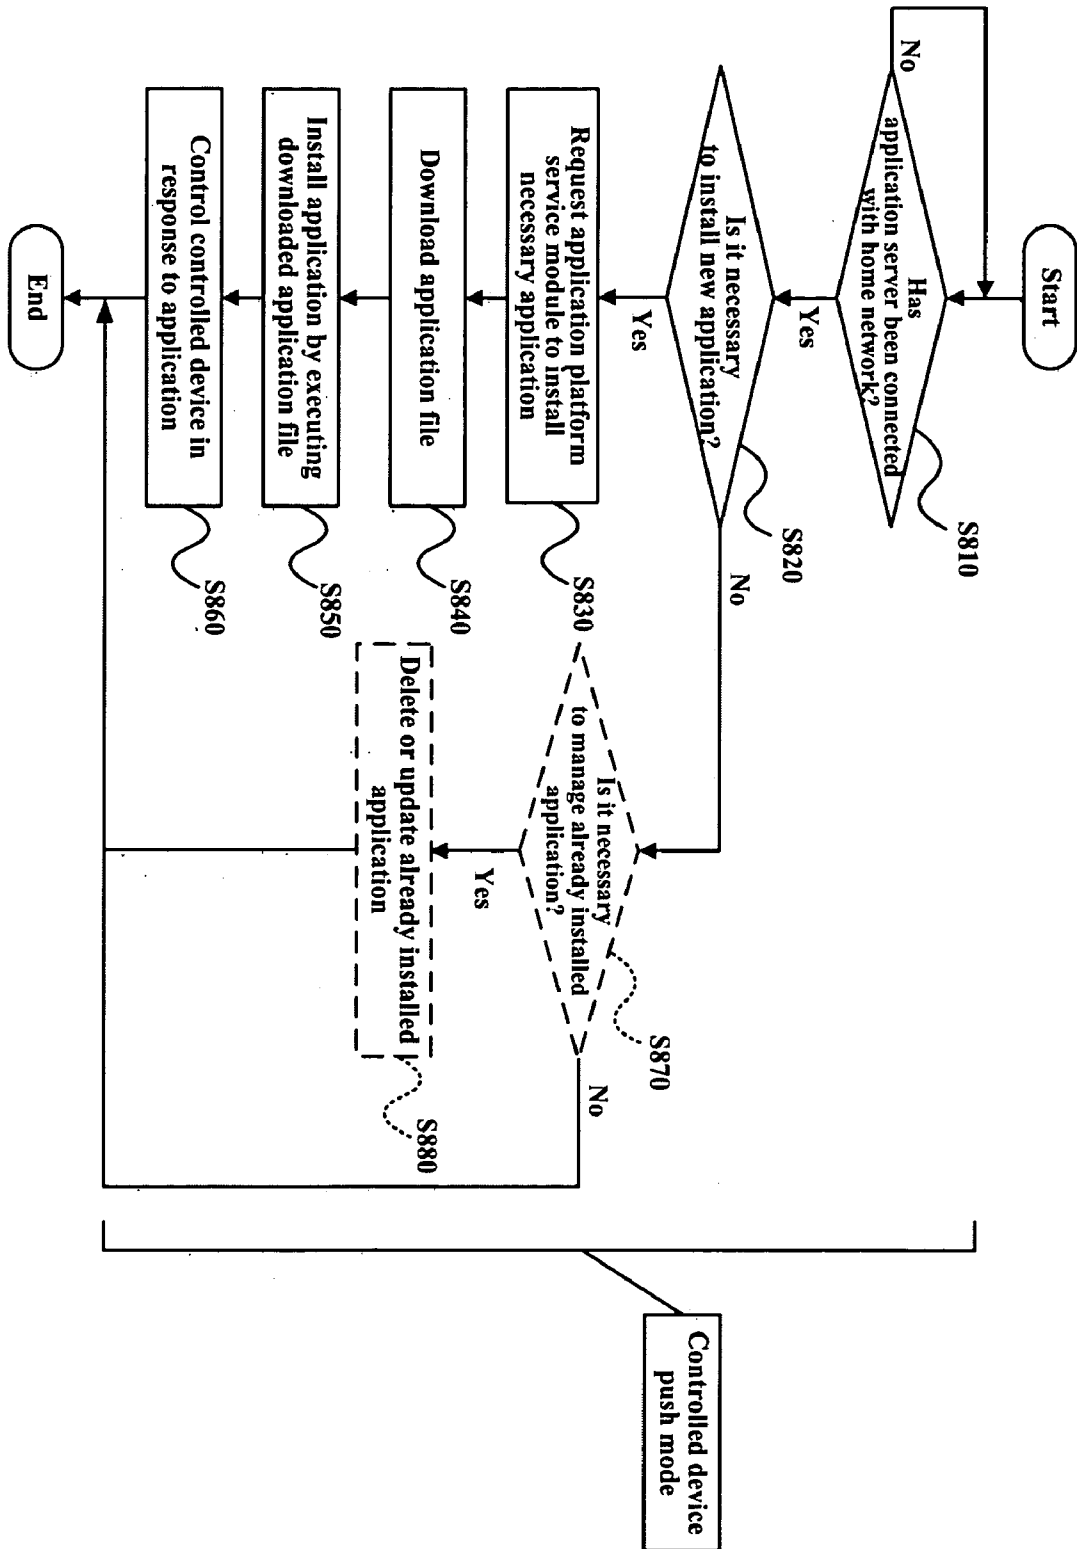 Start
Has
application server been connected
with home network?
S810
No
Yes
Is it necessary
to install new application?
S820
No
Yes
Request application platform
service module to install
necessary application
S830
Download application file
S840
Install application by executing
downloaded application file
S850
Control controlled device in
response to application
S860
End
Is it necessary
to manage already installed
application?
S870
No
Yes
Delete or update already installed
application
S880
Controlled device
push mode